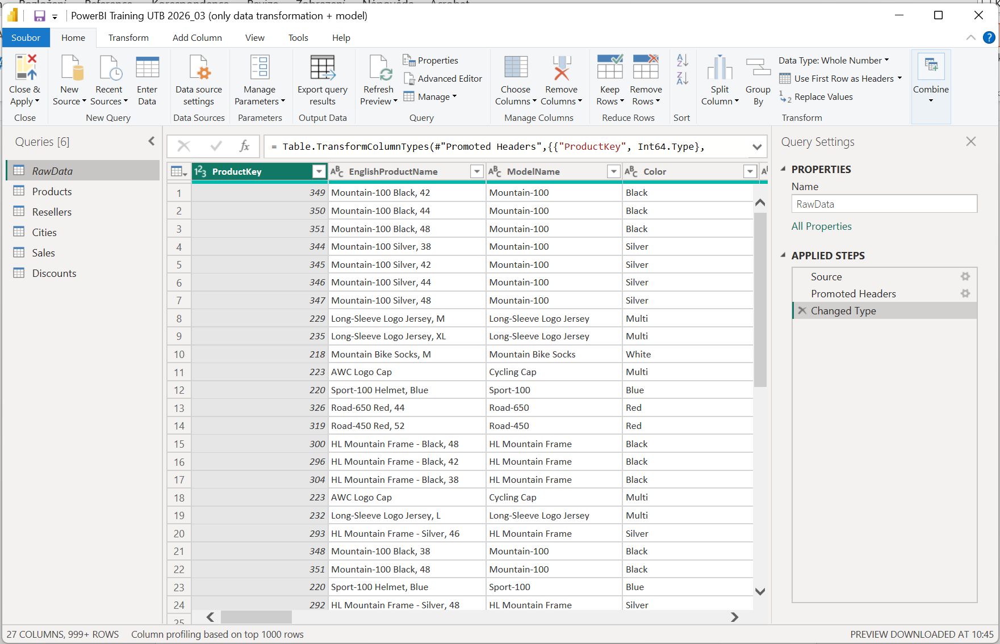 PowerBI Training UTB 2026_03 (only data transformation + model)
Soubor Home Transform Add Column View Tools Help
Close & Apply
Close
New Source
Recent Sources
Enter Data
New Query
Data source settings
Data Sources
Manage Parameters
Parameters
Export query results
Output Data
Refresh Preview
Properties
Advanced Editor
Manage
Query
Choose Columns
Remove Columns
Manage Columns
Keep Rows
Remove Rows
Reduce Rows
Sort
Split Column
Group By
Data Type: Whole Number
Use First Row as Headers
Replace Values
Transform
Combine
Queries [6]
RawData
Products
Resellers
Cities
Sales
Discounts
fx = Table.TransformColumnTypes(#"Promoted Headers",{{"ProductKey", Int64.Type},
ProductKey EnglishProductName ModelName Color
1 349 Mountain-100 Black, 42 Mountain-100 Black
2 350 Mountain-100 Black, 44 Mountain-100 Black
3 351 Mountain-100 Black, 48 Mountain-100 Black
4 344 Mountain-100 Silver, 38 Mountain-100 Silver
5 345 Mountain-100 Silver, 42 Mountain-100 Silver
6 346 Mountain-100 Silver, 44 Mountain-100 Silver
7 347 Mountain-100 Silver, 48 Mountain-100 Silver
8 229 Long-Sleeve Logo Jersey, M Long-Sleeve Logo Jersey Multi
9 235 Long-Sleeve Logo Jersey, XL Long-Sleeve Logo Jersey Multi
10 218 Mountain Bike Socks, M Mountain Bike Socks White
11 223 AWC Logo Cap Cycling Cap Multi
12 220 Sport-100 Helmet, Blue Sport-100 Blue
13 326 Road-650 Red, 44 Road-650 Red
14 319 Road-450 Red, 52 Road-450 Red
15 300 HL Mountain Frame - Black, 48 HL Mountain Frame Black
16 296 HL Mountain Frame - Black, 42 HL Mountain Frame Black
17 304 HL Mountain Frame - Black, 38 HL Mountain Frame Black
18 223 AWC Logo Cap Cycling Cap Multi
19 232 Long-Sleeve Logo Jersey, L Long-Sleeve Logo Jersey Multi
20 293 HL Mountain Frame - Silver, 46 HL Mountain Frame Silver
21 348 Mountain-100 Black, 38 Mountain-100 Black
22 351 Mountain-100 Black, 48 Mountain-100 Black
23 220 Sport-100 Helmet, Blue Sport-100 Blue
24 292 HL Mountain Frame - Silver, 48 HL Mountain Frame Silver
25
Query Settings
PROPERTIES
Name
RawData
All Properties
APPLIED STEPS
Source
Promoted Headers
Changed Type
27 COLUMNS, 999+ ROWS Column profiling based on top 1000 rows PREVIEW DOWNLOADED AT 10:45